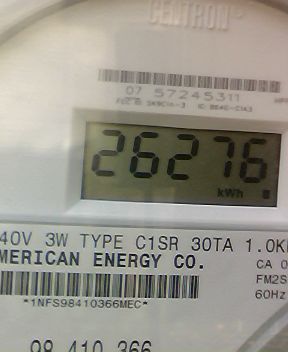 CENTRON®
07 57245311
26276
kWh
40V 3W TYPE C1SR 30TA 1.0K
MERICAN ENERGY CO.
CA 0
FM2S
60Hz
*1NFS98410366MEC*
98 410 366